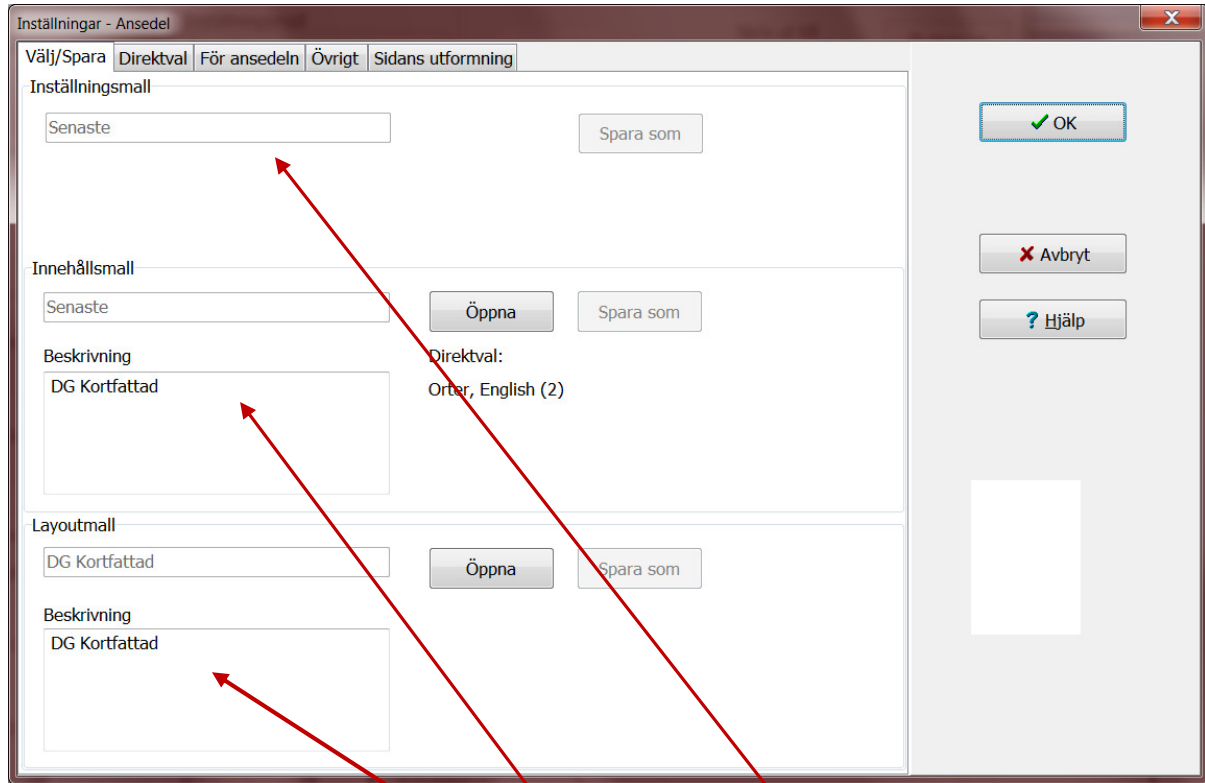 Inställningar - Ansedel
Välj/Spara Direktval För ansedeln Övrigt Sidans utformning
Inställningsmall
Senaste
Spara som
OK
Avbryt
Hjälp
Innehållsmall
Senaste
Öppna
Spara som
Beskrivning
Direktval:
DG Kortfattad
Orter, English (2)
Layoutmall
DG Kortfattad
Öppna
Spara som
Beskrivning
DG Kortfattad